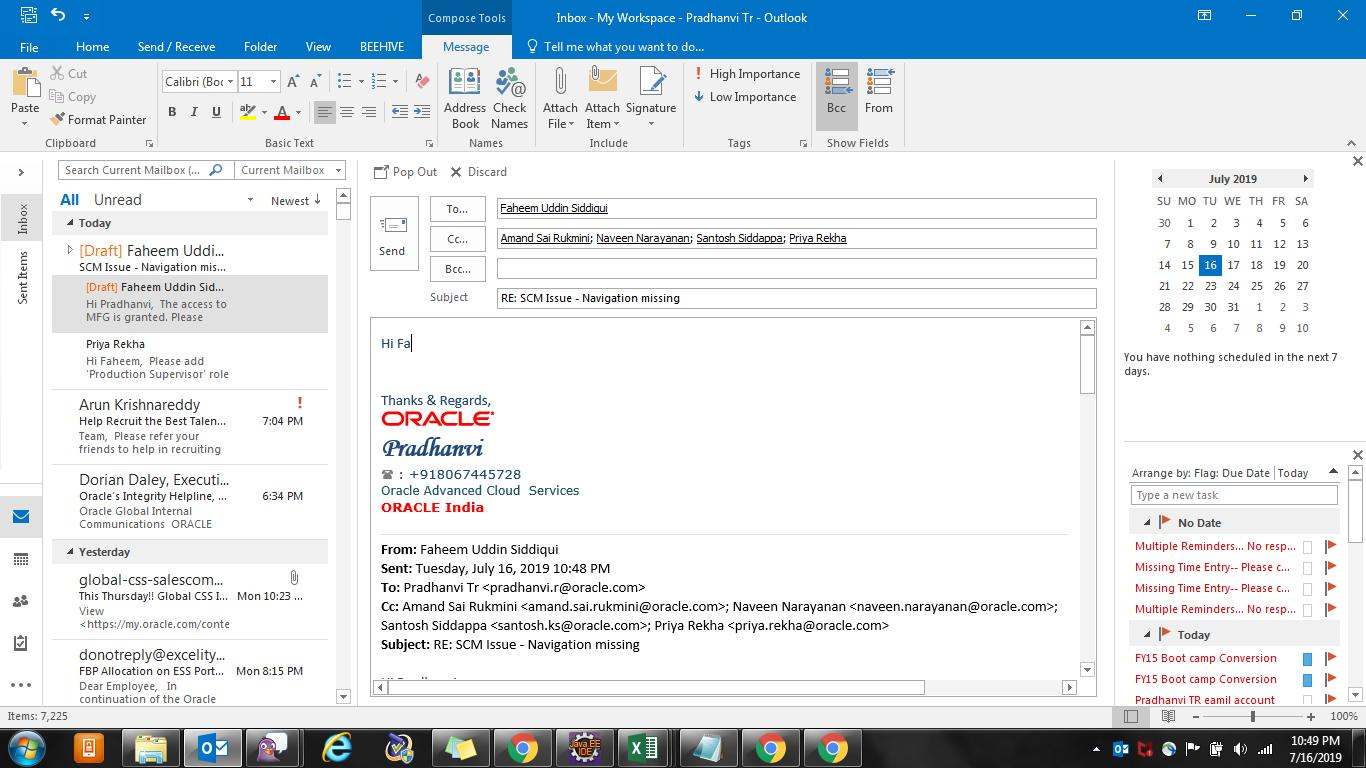 Inbox - My Workspace - Pradhanvi Tr - Outlook
Compose Tools
File Home Send / Receive Folder View BEEHIVE Message Tell me what you want to do...
Paste
Cut
Copy
Format Painter
Clipboard
Calibri (Boc 11
B I U
Basic Text
Address Book
Check Names
Names
Attach File
Attach Item
Signature
Include
High Importance
Low Importance
Tags
Bcc
From
Show Fields
Inbox
Sent Items
Search Current Mailbox (... Current Mailbox
All Unread Newest
Today
[Draft] Faheem Uddi...
SCM Issue - Navigation mis...
[Draft] Faheem Uddin Sid...
Hi Pradhanvi, The access to
MFG is granted. Please
Priya Rekha
Hi Faheem, Please add
'Production Supervisor' role
Arun Krishnareddy !
Help Recruit the Best Talen... 7:04 PM
Team, Please refer your
friends to help in recruiting
Dorian Daley, Executi...
Oracle's Integrity Helpline, ... 6:34 PM
Oracle Global Internal
Communications ORACLE
Yesterday
global-css-salescom...
This Thursday!! Global CSS I... Mon 10:23 ...
View
<https://my.oracle.com/conte
donotreply@excelity...
FBP Allocation on ESS Port... Mon 8:15 PM
Dear Employee, In
continuation of the Oracle
Pop Out Discard
Send
To... Faheem Uddin Siddiqui
Cc... Amand Sai Rukmini; Naveen Narayanan; Santosh Siddappa; Priya Rekha
Bcc...
Subject RE: SCM Issue - Navigation missing
Hi Fa
Thanks & Regards,
ORACLE
Pradhanvi
☎ : +918067445728
Oracle Advanced Cloud Services
ORACLE India
From: Faheem Uddin Siddiqui
Sent: Tuesday, July 16, 2019 10:48 PM
To: Pradhanvi Tr <pradhanvi.r@oracle.com>
Cc: Amand Sai Rukmini <amand.sai.rukmini@oracle.com>; Naveen Narayanan <naveen.narayanan@oracle.com>;
Santosh Siddappa <santosh.ks@oracle.com>; Priya Rekha <priya.rekha@oracle.com>
Subject: RE: SCM Issue - Navigation missing
July 2019
SU MO TU WE TH FR SA
30 1 2 3 4 5 6
7 8 9 10 11 12 13
14 15 16 17 18 19 20
21 22 23 24 25 26 27
28 29 30 31 1 2 3
4 5 6 7 8 9 10
You have nothing scheduled in the next 7
days.
Arrange by: Flag: Due Date Today
Type a new task
No Date
Multiple Reminders... No resp...
Missing Time Entry-- Please c...
Missing Time Entry-- Please c...
Multiple Reminders... No resp...
Today
FY15 Boot camp Conversion
FY15 Boot camp Conversion
Pradhanvi TR eamil account
Items: 7,225 100%
Java EE
IDE
10:49 PM
7/16/2019